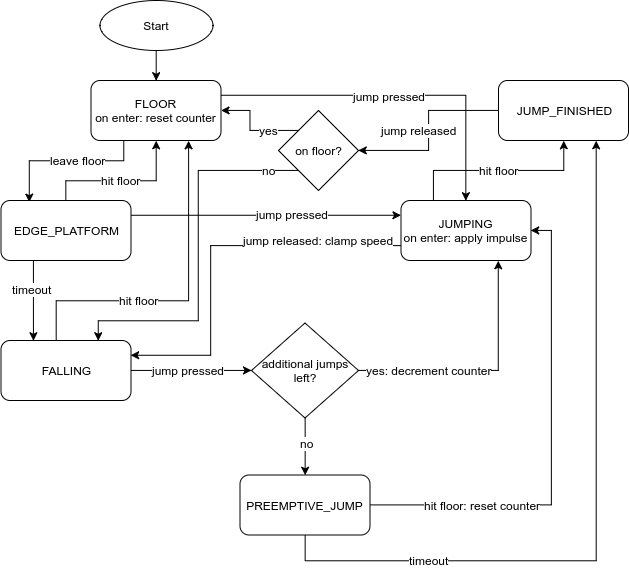 Start
FLOOR
on enter: reset counter
jump pressed
JUMP_FINISHED
yes
on floor?
jump released
leave floor
hit floor
no
hit floor
EDGE_PLATFORM
jump pressed
JUMPING
on enter: apply impulse
jump released: clamp speed
timeout
hit floor
FALLING
jump pressed
additional jumps
left?
yes: decrement counter
no
PREEMPTIVE_JUMP
hit floor: reset counter
timeout